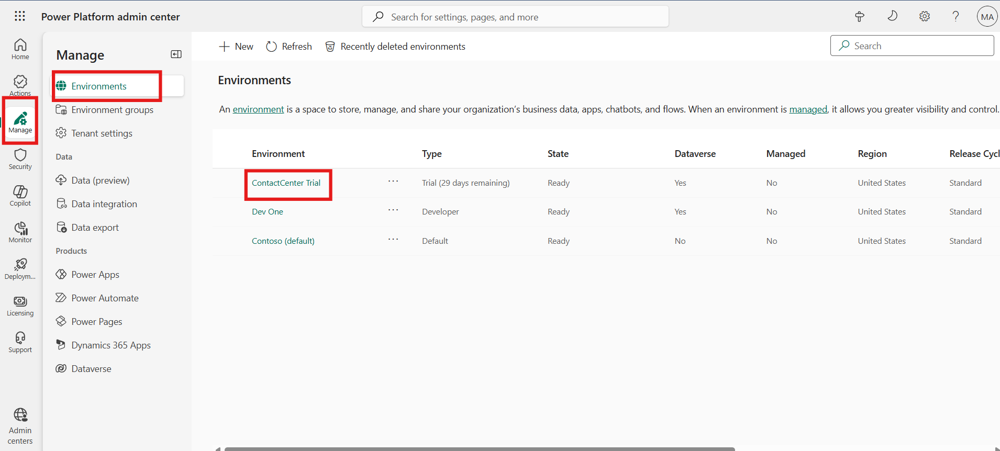 Power Platform admin center
Search for settings, pages, and more
MA
Home
Actions
Manage
Security
Copilot
Monitor
Deploym...
Licensing
Support
Admin
centers
Manage
Environments
Environment groups
Tenant settings
Data
Data (preview)
Data integration
Data export
Products
Power Apps
Power Automate
Power Pages
Dynamics 365 Apps
Dataverse
New Refresh Recently deleted environments
Search
Environments
An environment is a space to store, manage, and share your organization's business data, apps, chatbots, and flows. When an environment is managed, it allows you greater visibility and control.
Environment Type State Dataverse Managed Region Release Cycl
ContactCenter Trial ... Trial (29 days remaining) Ready Yes No United States Standard
Dev One ... Developer Ready Yes No United States Standard
Contoso (default) ... Default Ready No No United States Standard